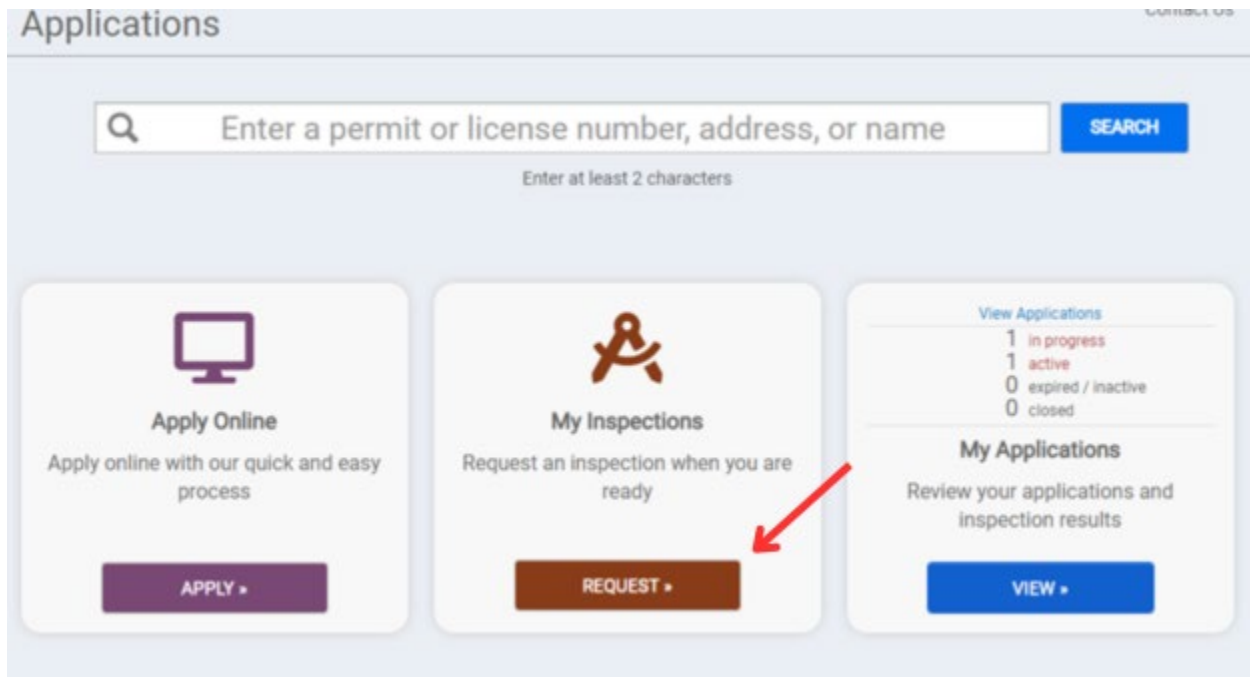 Contact Us
Applications
Enter a permit or license number, address, or name
SEARCH
Enter at least 2 characters
Apply Online
Apply online with our quick and easy
process
APPLY »
My Inspections
Request an inspection when you are
ready
REQUEST »
View Applications
1 in progress
1 active
0 expired / inactive
0 closed
My Applications
Review your applications and
inspection results
VIEW »